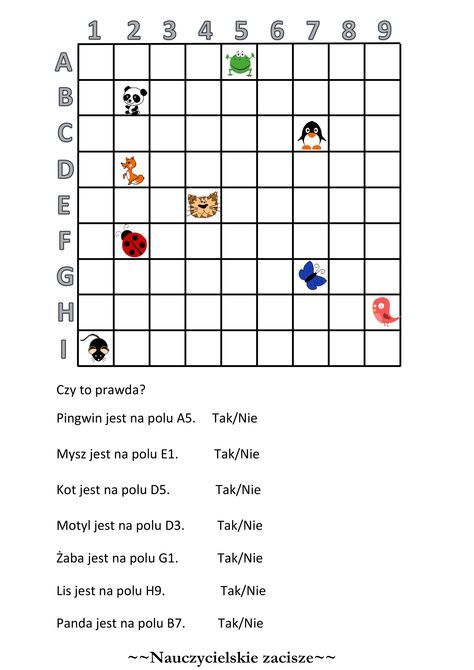 1 2 3 4 5 6 7 8 9
A
B
C
D
E
F
G
H
I
Czy to prawda?
Pingwin jest na polu A5. Tak/Nie
Mysz jest na polu E1. Tak/Nie
Kot jest na polu D5. Tak/Nie
Motyl jest na polu D3. Tak/Nie
Żaba jest na polu G1. Tak/Nie
Lis jest na polu H9. Tak/Nie
Panda jest na polu B7. Tak/Nie
~~Nauczycielskie zacisze~~